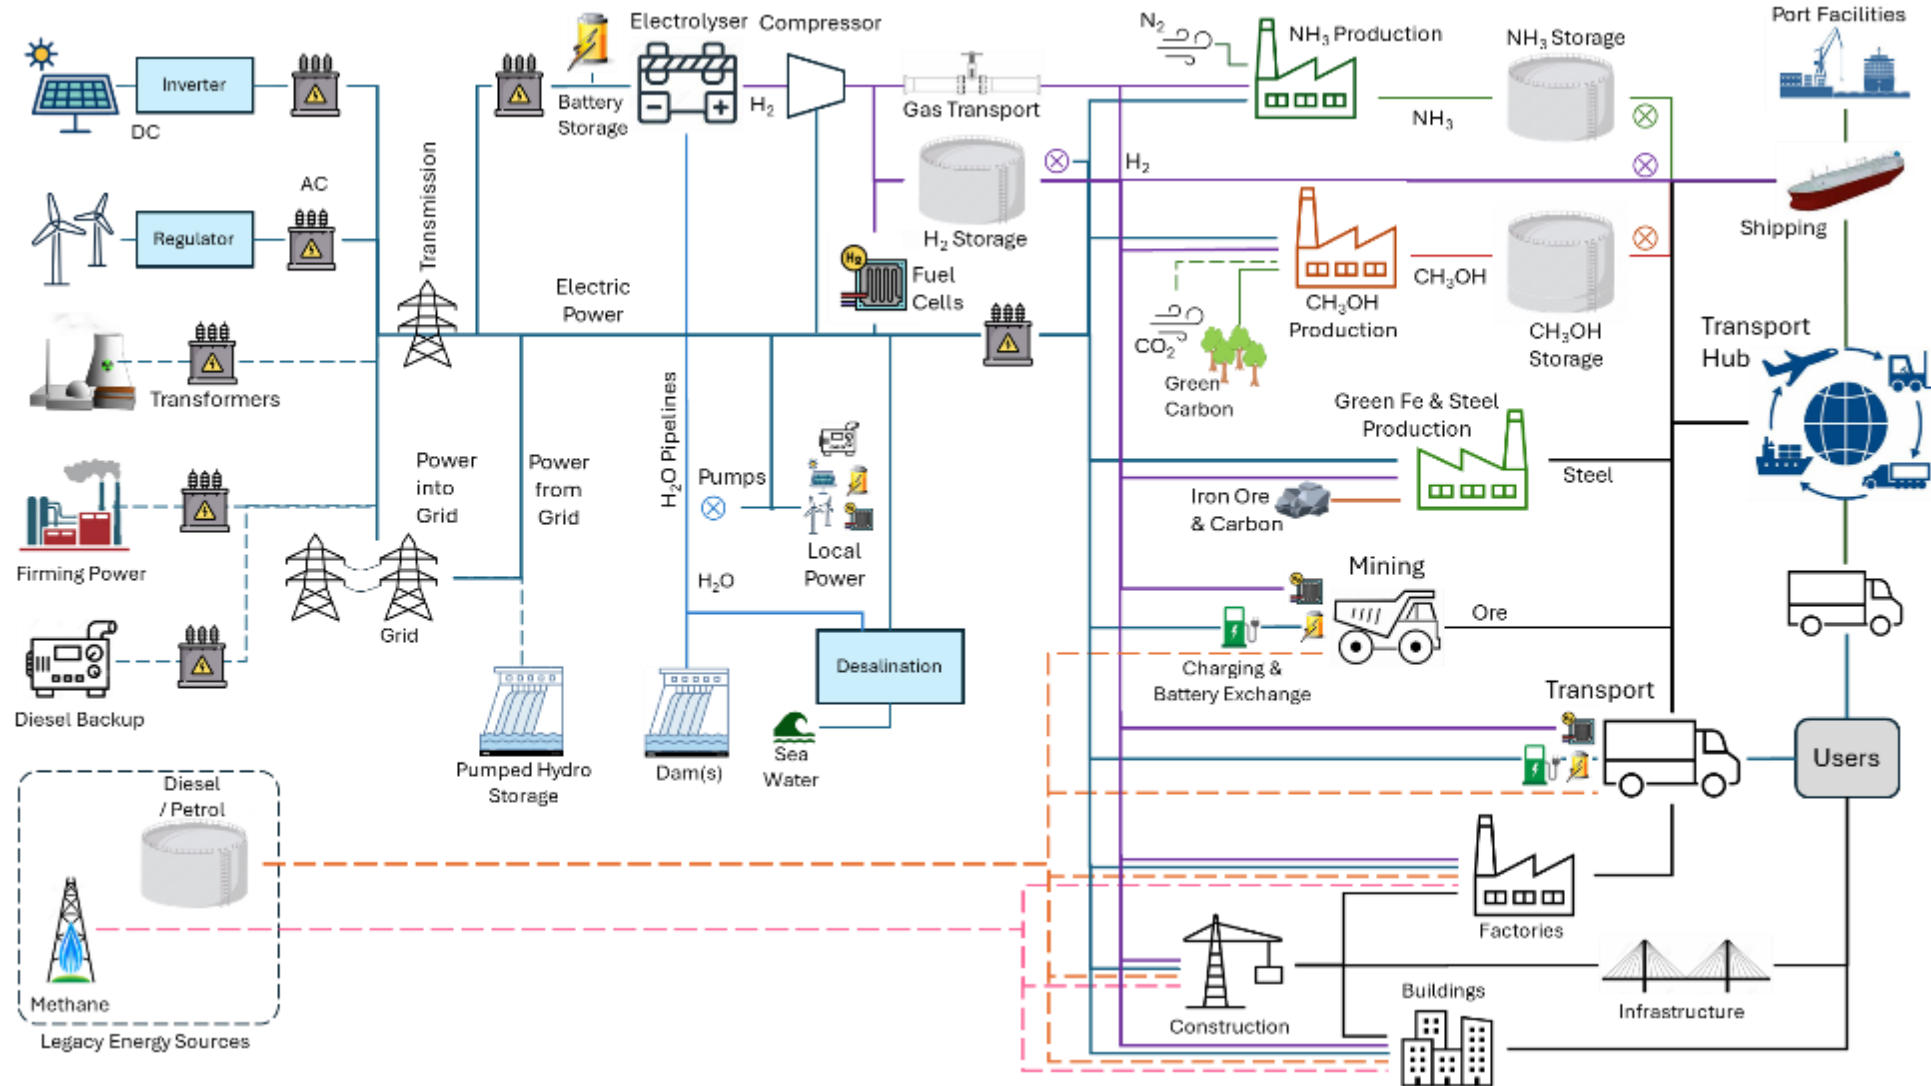 Inverter
DC
AC
Regulator
Transformers
Firming Power
Diesel Backup
Diesel
/ Petrol
Methane
Legacy Energy Sources
Transmission
Power
into
Grid
Power
from
Grid
Grid
Pumped Hydro
Storage
Electric
Power
Battery
Storage
Electrolyser
H₂
Compressor
Gas Transport
H₂ Storage
H₂
Fuel
Cells
H₂O Pipelines
Pumps
Local
Power
H₂O
Desalination
Sea
Water
Dam(s)
N₂
NH₃ Production
NH₃
NH₃ Storage
H₂
CH₃OH
Production
CH₃OH
CH₃OH
Storage
CO₂
Green
Carbon
Green Fe & Steel
Production
Steel
Iron Ore
& Carbon
Mining
Ore
Charging &
Battery Exchange
Transport
Factories
Construction
Buildings
Infrastructure
Port Facilities
Shipping
Transport
Hub
Users